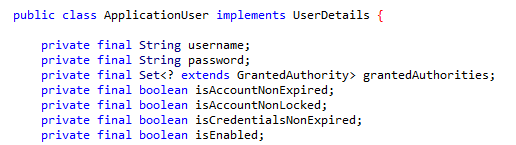 public class ApplicationUser implements UserDetails {
private final String username;
private final String password;
private final Set<? extends GrantedAuthority> grantedAuthorities;
private final boolean isAccountNonExpired;
private final boolean isAccountNonLocked;
private final boolean isCredentialsNonExpired;
private final boolean isEnabled;